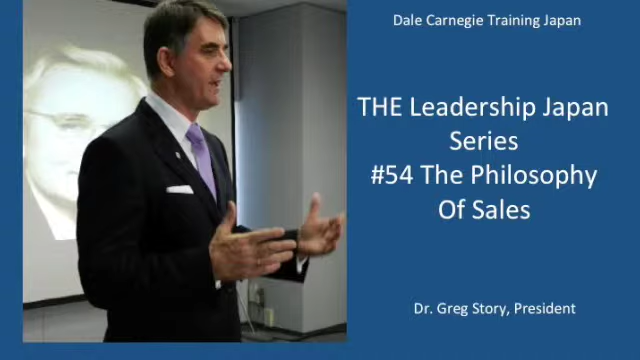 Dale Carnegie Training Japan
THE Leadership Japan
Series
#54 The Philosophy
Of Sales
Dr. Greg Story, President